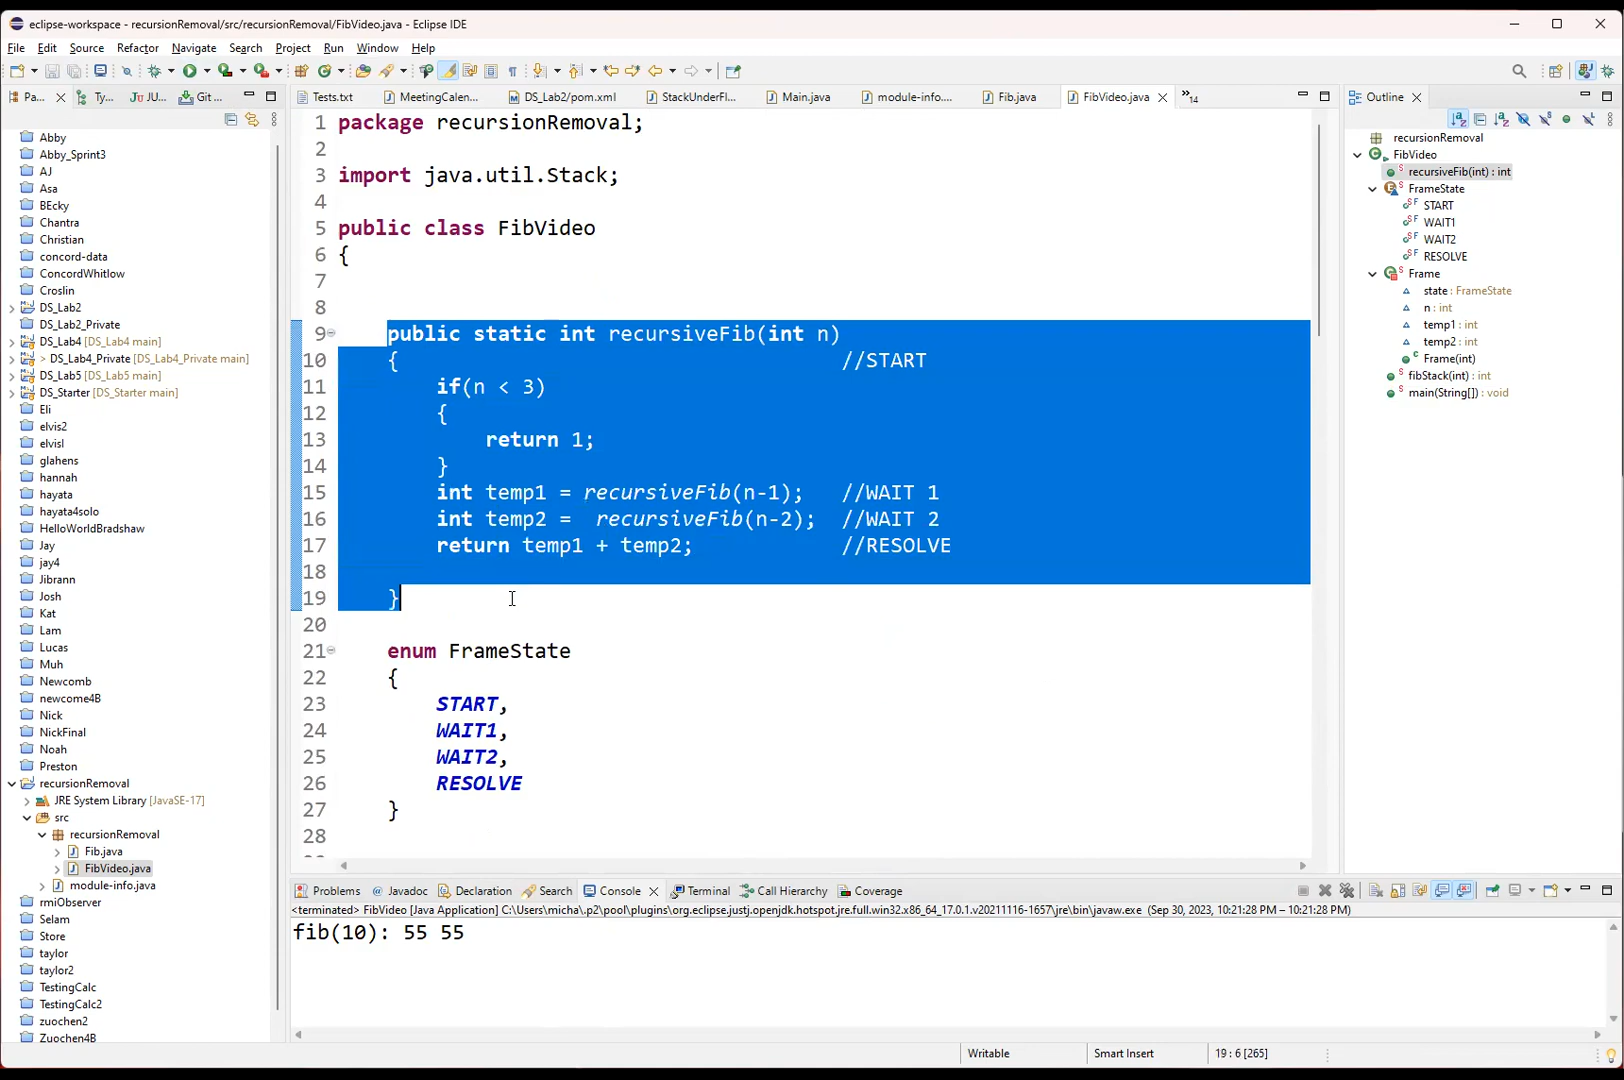 eclipse-workspace - recursionRemoval/src/recursionRemoval/FibVideo.java - Eclipse IDE
File Edit Source Refactor Navigate Search Project Run Window Help
Pa... Ty... JU... Git ...
Tests.txt MeetingCalen... DS_Lab2/pom.xml StackUnderFl... Main.java module-info.... Fib.java FibVideo.java »14
Outline
Abby
Abby_Sprint3
AJ
Asa
BEcky
Chantra
Christian
concord-data
ConcordWhitlow
Croslin
DS_Lab2
DS_Lab2_Private
DS_Lab4 [DS_Lab4 main]
> DS_Lab4_Private [DS_Lab4_Private main]
DS_Lab5 [DS_Lab5 main]
DS_Starter [DS_Starter main]
Eli
elvis2
elvisl
glahens
hannah
hayata
hayata4solo
HelloWorldBradshaw
Jay
jay4
Jibrann
Josh
Kat
Lam
Lucas
Muh
Newcomb
newcome4B
Nick
NickFinal
Noah
Preston
recursionRemoval
JRE System Library [JavaSE-17]
src
recursionRemoval
Fib.java
FibVideo.java
module-info.java
rmiObserver
Selam
Store
taylor
taylor2
TestingCalc
TestingCalc2
zuochen2
Zuochen4B
1 package recursionRemoval;
2
3 import java.util.Stack;
4
5 public class FibVideo
6 {
7
8
9 public static int recursiveFib(int n)
10 { //START
11 if(n < 3)
12 {
13 return 1;
14 }
15 int temp1 = recursiveFib(n-1); //WAIT 1
16 int temp2 =  recursiveFib(n-2); //WAIT 2
17 return temp1 + temp2; //RESOLVE
18
19 }
20
21 enum FrameState
22 {
23 START,
24 WAIT1,
25 WAIT2,
26 RESOLVE
27 }
28
recursionRemoval
FibVideo
recursiveFib(int) : int
FrameState
START
WAIT1
WAIT2
RESOLVE
Frame
state : FrameState
n : int
temp1 : int
temp2 : int
Frame(int)
fibStack(int) : int
main(String[]) : void
Problems Javadoc Declaration Search Console Terminal Call Hierarchy Coverage
<terminated> FibVideo [Java Application] C:\Users\micha\.p2\pool\plugins\org.eclipse.justj.openjdk.hotspot.jre.full.win32.x86_64_17.0.1.v20211116-1657\jre\bin\javaw.exe (Sep 30, 2023, 10:21:28 PM – 10:21:28 PM)
fib(10): 55 55
Writable Smart Insert 19 : 6 [265]